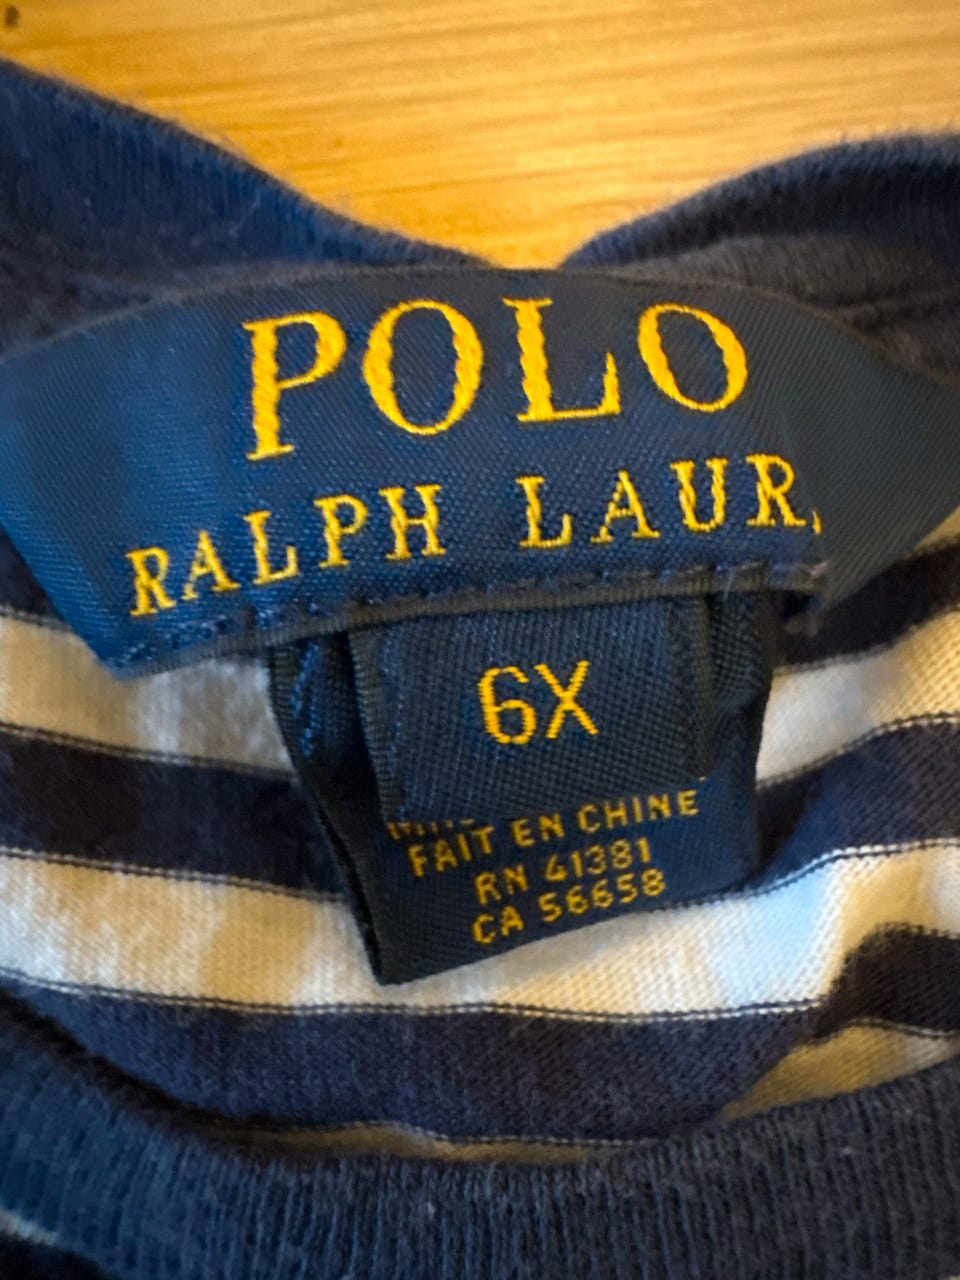 POLO
RALPH LAUR
6X
FAIT EN CHINE
RN 41381
CA 56658